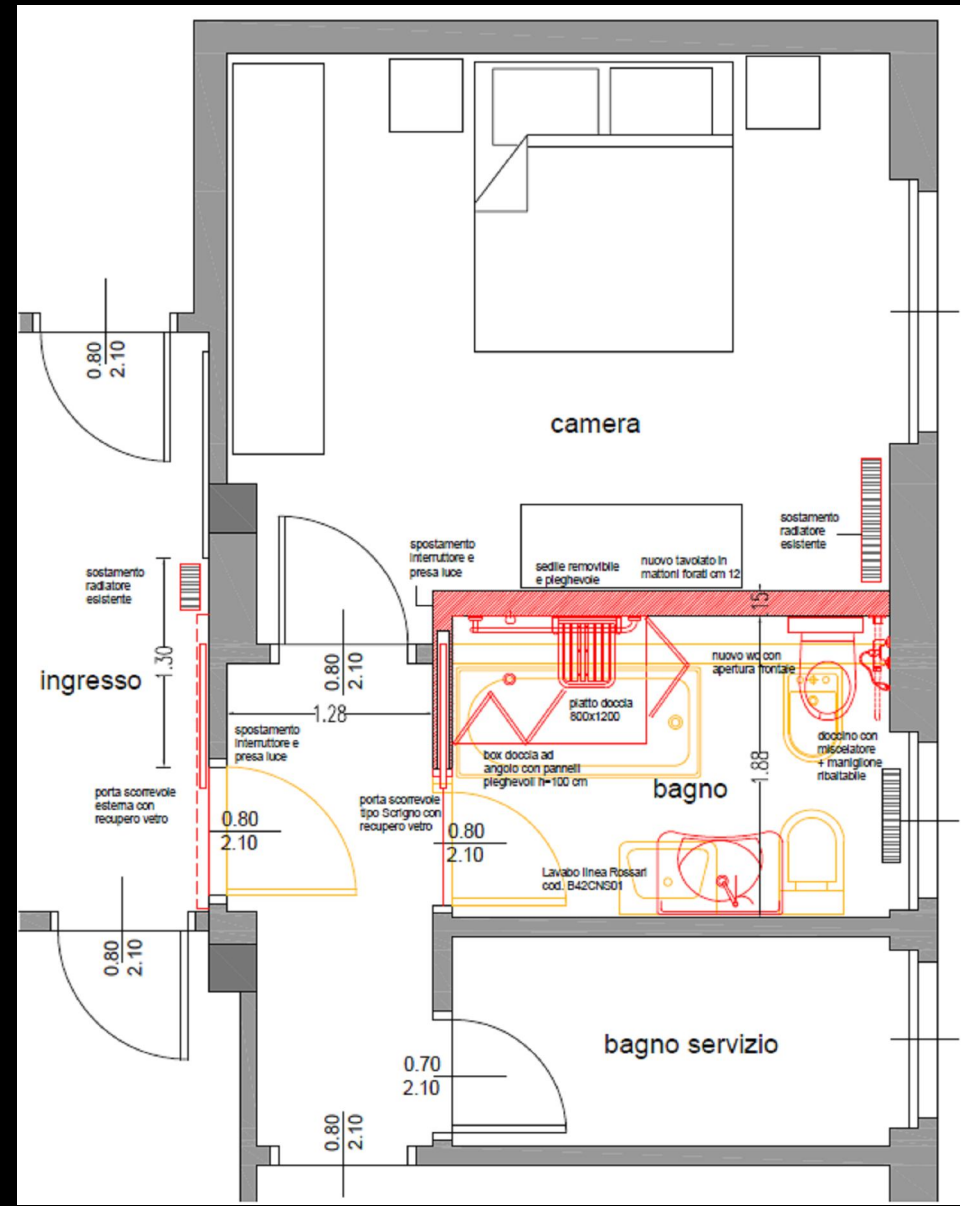 0.80
2.10
camera
sostamento
radiatore
esistente
spostamento
interruttore e
presa luce
sedile removibile
e pieghevole
nuovo tavolato in
mattoni forati cm 12
15
sostamento
radiatore
esistente
1.30
ingresso
0.80
2.10
1.28
spostamento
interruttore e
presa luce
nuovo wc con
apertura frontale
piatto doccia
800x1200
box doccia ad
angolo con pannelli
pieghevoli h=100 cm
1.88
bagno
doccino con
miscelatore
+ maniglione
ribaltabile
porta scorrevole
esterna con
recupero vetro
0.80
2.10
porta scorrevole
tipo Scrigno con
recupero vetro
0.80
2.10
Lavabo linea Rossari
cod. B42CNS01
0.80
2.10
bagno servizio
0.70
2.10
0.80
2.10